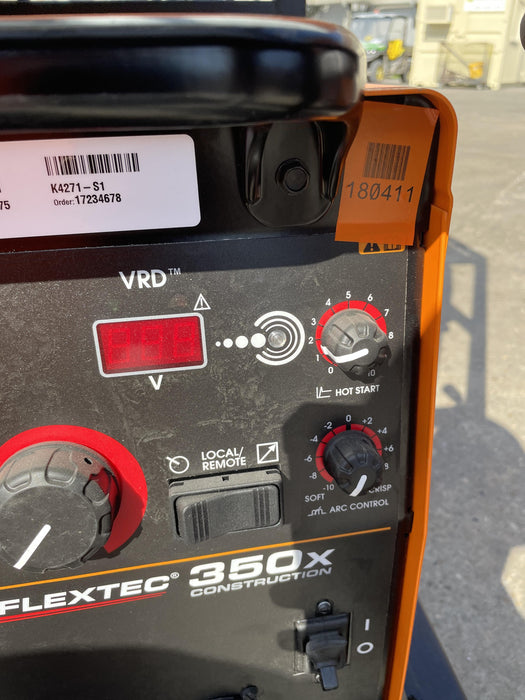 K4271-S1
75
Order: 17234678
180411
VRD™
V
4 5 6
3 7
2 8
1
0 10
HOT START
LOCAL/
REMOTE
-2 0 +2
-4 +4
-6 +6
-8 8
-10 CRISP
SOFT
ARC CONTROL
FLEXTEC® 350X
CONSTRUCTION
I
O